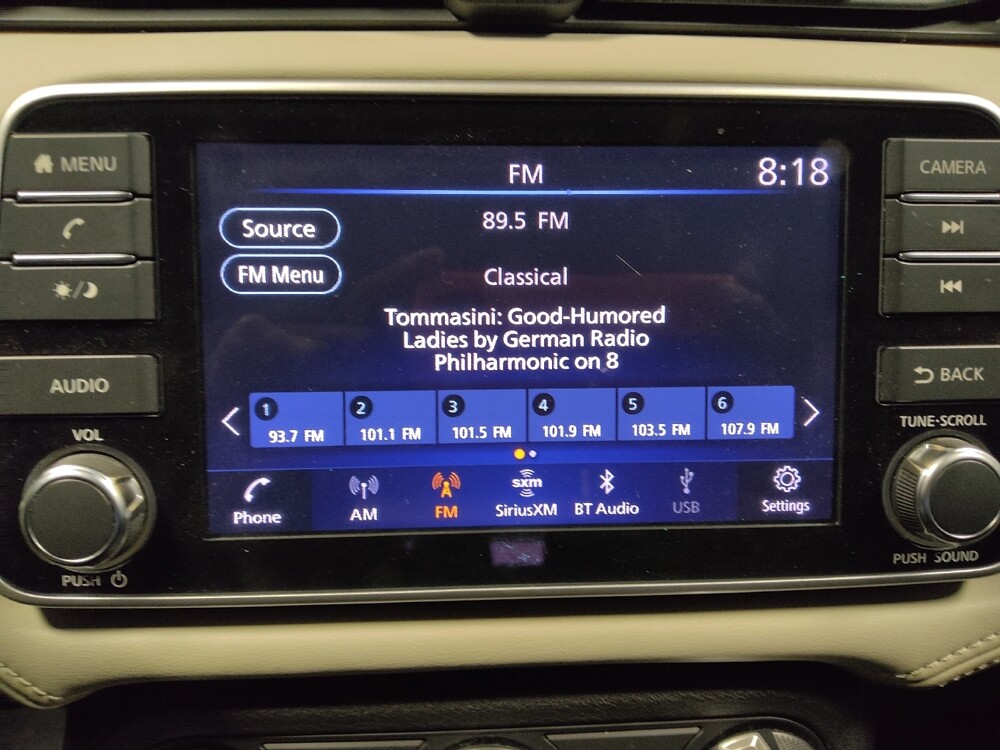 MENU
AUDIO
VOL
PUSH
FM
8:18
Source
89.5 FM
FM Menu
Classical
Tommasini: Good-Humored
Ladies by German Radio
Philharmonic on 8
1 2 3 4 5 6
93.7 FM 101.1 FM 101.5 FM 101.9 FM 103.5 FM 107.9 FM
sxm
Phone AM FM SiriusXM BT Audio USB Settings
CAMERA
BACK
TUNE•SCROLL
PUSH SOUND